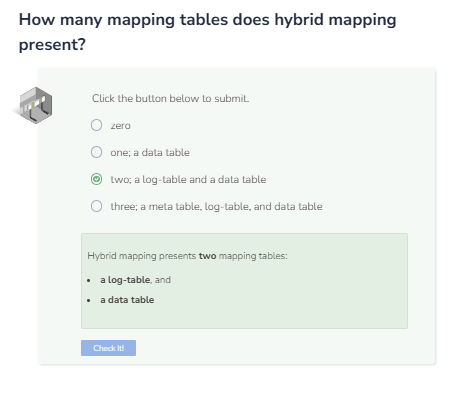 How many mapping tables does hybrid mapping
present?
Click the button below to submit.
zero
one; a data table
two; a log-table and a data table
three; a meta table, log-table, and data table
Hybrid mapping presents two mapping tables:
a log-table, and
a data table
Check It!